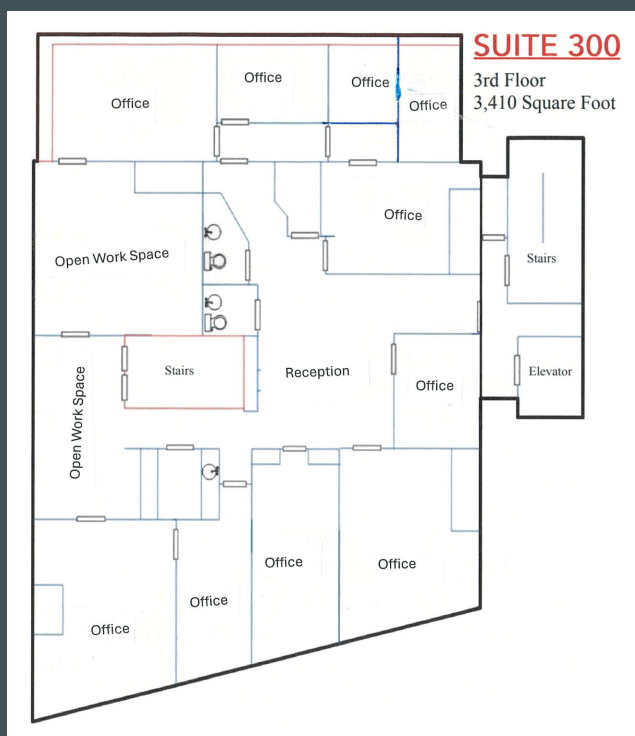 SUITE 300
3rd Floor
3,410 Square Foot
Office
Office
Office
Office
Office
Open Work Space
Stairs
Stairs
Reception
Office
Elevator
Open Work Space
Office
Office
Office
Office